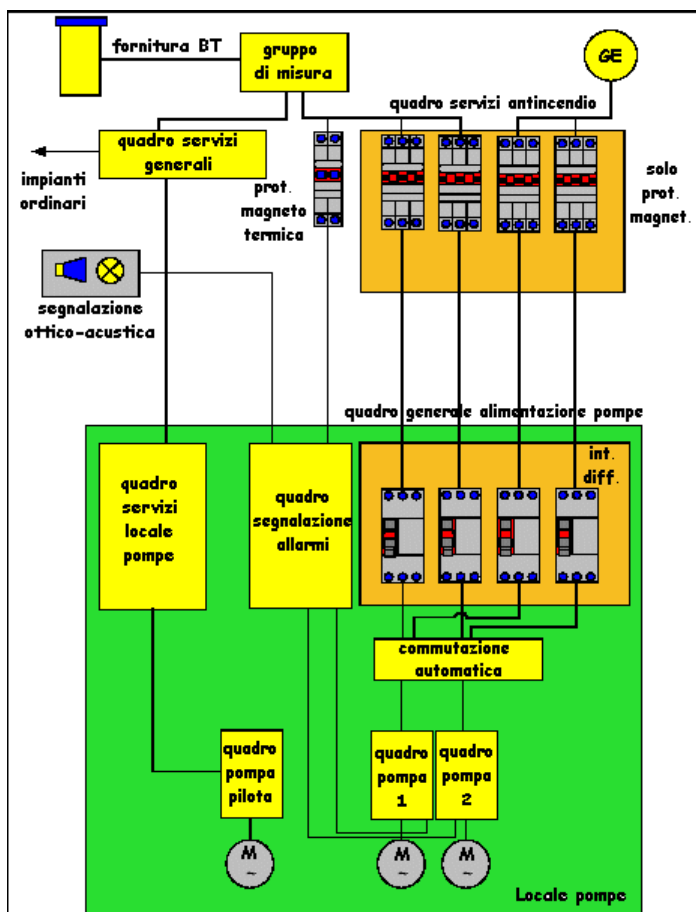 fornitura BT
gruppo
di misura
GE
quadro servizi antincendio
quadro servizi
generali
impianti
ordinari
prot.
magneto
termica
solo
prot.
magnet.
segnalazione
ottico-acustica
quadro generale alimentazione pompe
quadro
servizi
locale
pompe
quadro
segnalazione
allarmi
int.
diff.
commutazione
automatica
quadro
pompa
pilota
quadro
pompa
1
quadro
pompa
2
M
~
M
~
M
~
Locale pompe